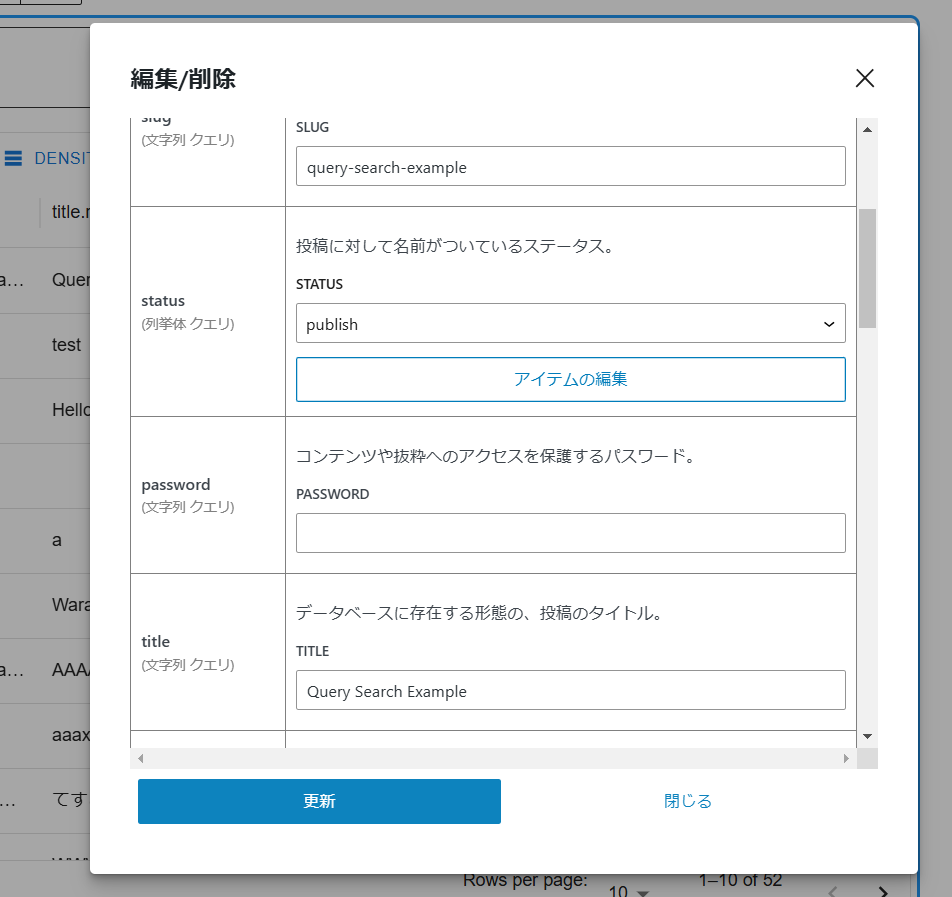 編集/削除
slug
(文字列 クエリ)
SLUG
query-search-example
status
(列挙体 クエリ)
投稿に対して名前がついているステータス。
STATUS
publish
アイテムの編集
password
(文字列 クエリ)
コンテンツや抜粋へのアクセスを保護するパスワード。
PASSWORD
title
(文字列 クエリ)
データベースに存在する形態の、投稿のタイトル。
TITLE
Query Search Example
更新
閉じる
DENSIT
title.r
a…
Quer
test
Hello
a
Wara
a…
AAAA
aaax
…
てす
Rows per page:
10
1–10 of 52